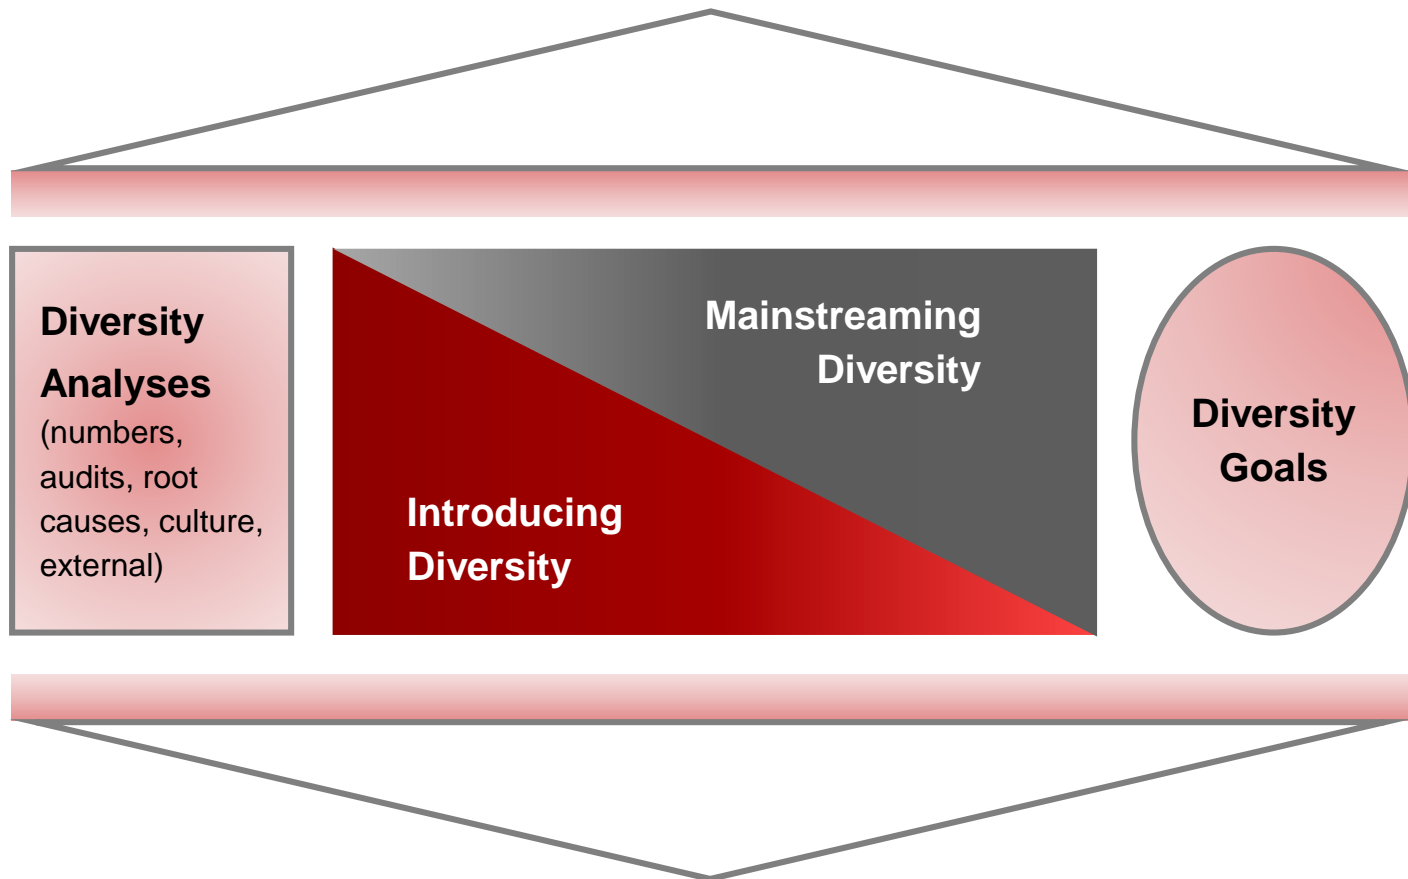 Diversity
Analyses
(numbers,
audits, root
causes, culture,
external)
Mainstreaming
Diversity
Introducing
Diversity
Diversity
Goals